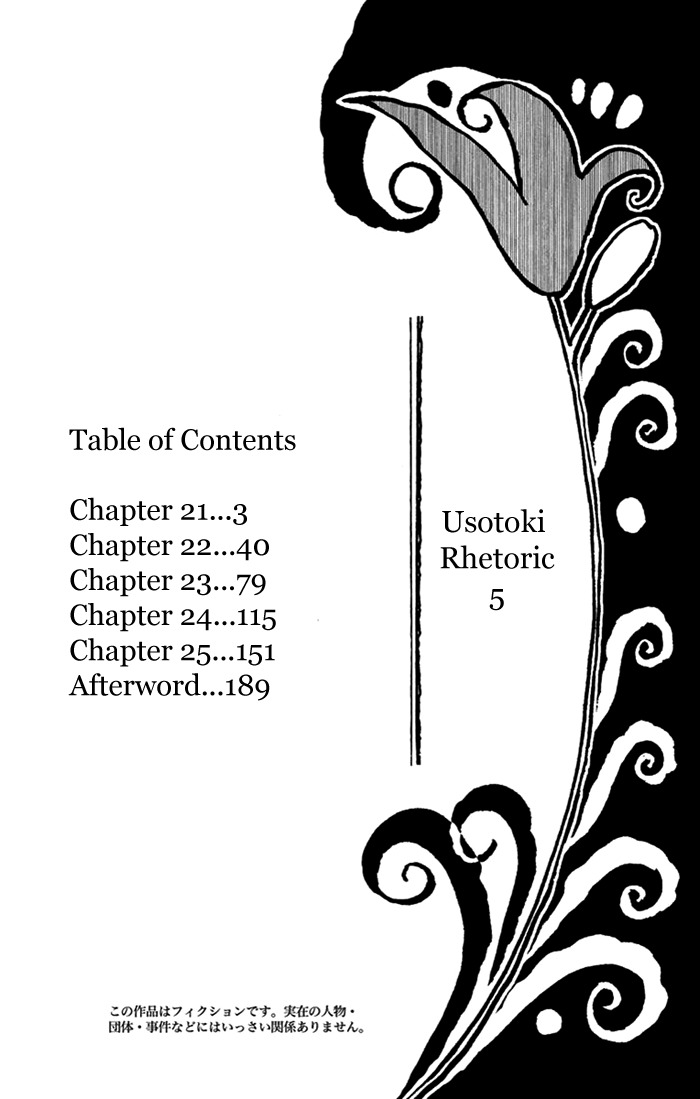 Table of Contents
Chapter 21...3
Chapter 22...40
Chapter 23...79
Chapter 24...115
Chapter 25...151
Afterword...189
Usotoki
Rhetoric
5
この作品はフィクションです。実在の人物・
団体・事件などにはいっさい関係ありません。